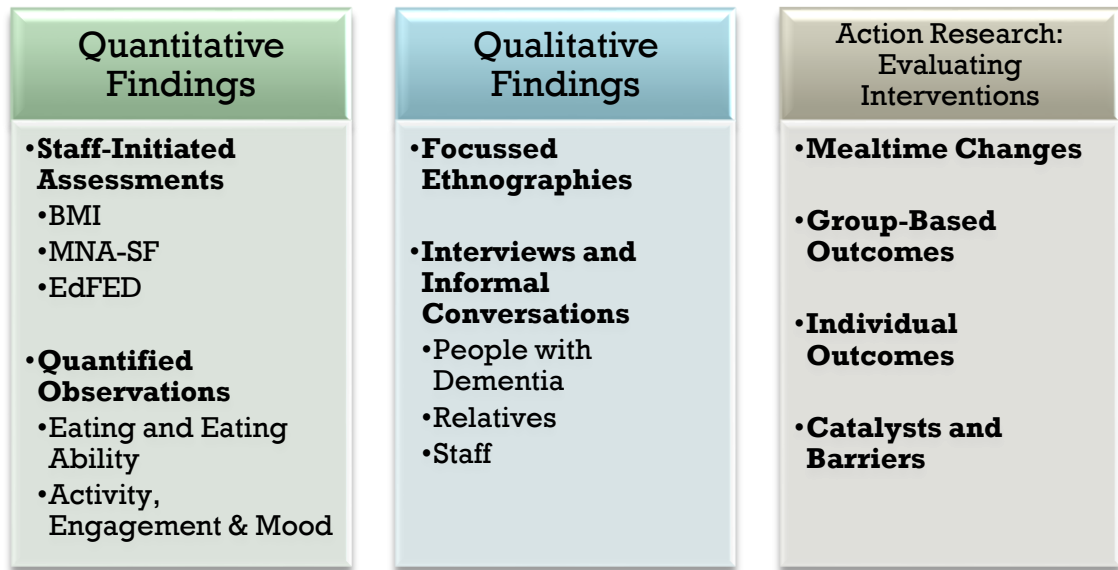 Quantitative
Findings
•Staff-Initiated
Assessments
•BMI
•MNA-SF
•EdFED
•Quantified
Observations
•Eating and Eating
Ability
•Activity,
Engagement & Mood
Qualitative
Findings
•Focussed
Ethnographies
•Interviews and
Informal
Conversations
•People with
Dementia
•Relatives
•Staff
Action Research:
Evaluating
Interventions
•Mealtime Changes
•Group-Based
Outcomes
•Individual
Outcomes
•Catalysts and
Barriers